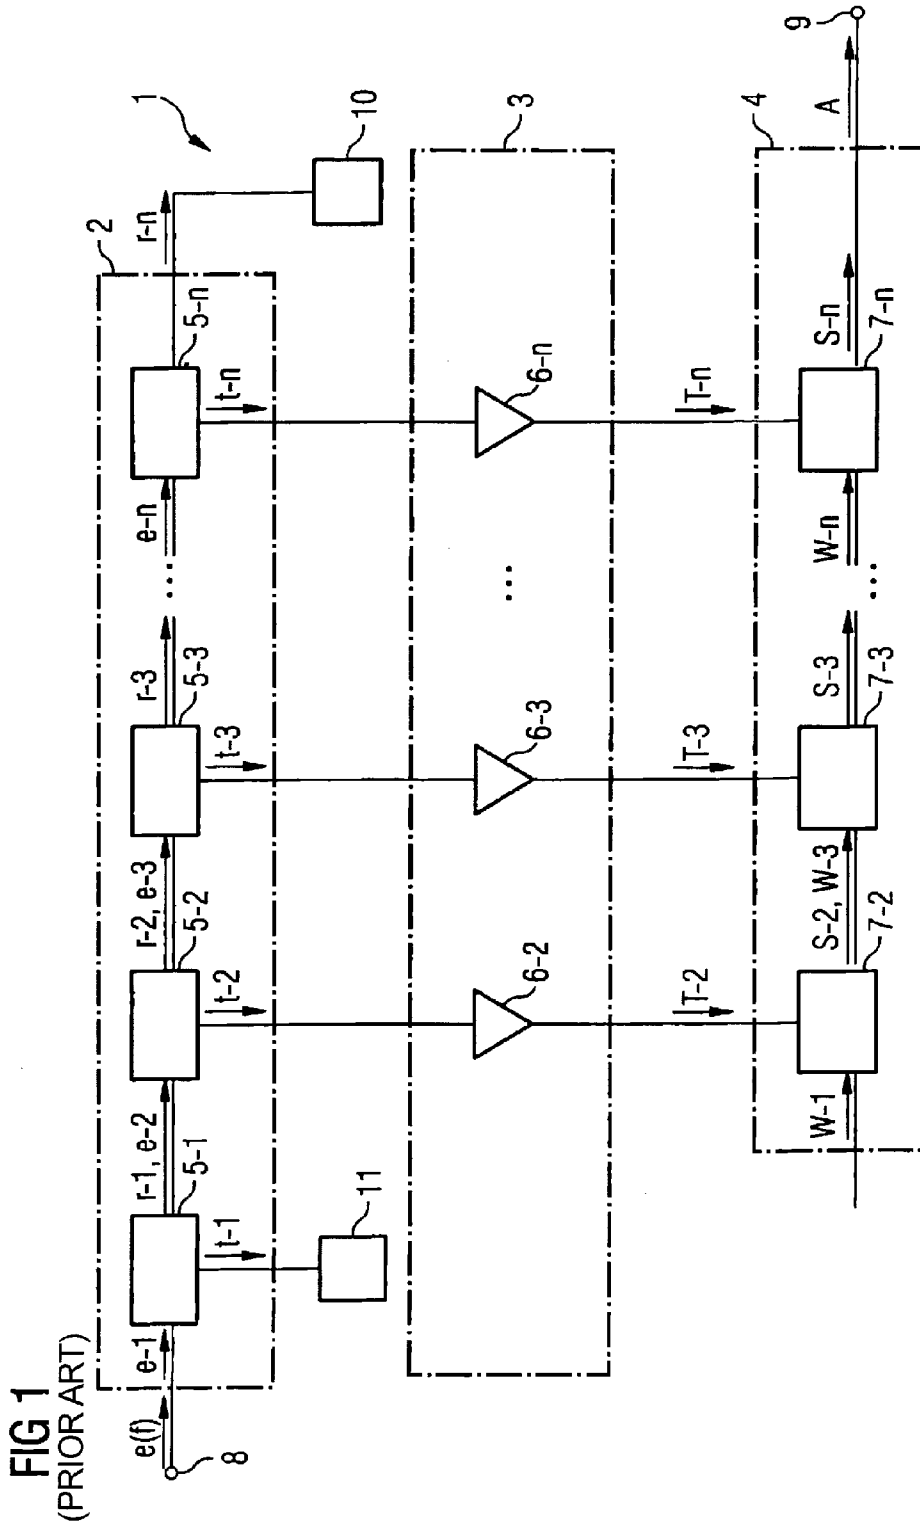 FIG 1
(PRIOR ART)
1
2
e(f)
8
e-1
5-1
r-1, e-2
5-2
r-2, e-3
5-3
r-3
...
e-n
5-n
r-n
10
t-1
t-2
t-3
t-n
11
3
6-2
6-3
...
6-n
T-2
T-3
T-n
4
W-1
7-2
S-2, W-3
7-3
S-3
...
W-n
7-n
S-n
A
9